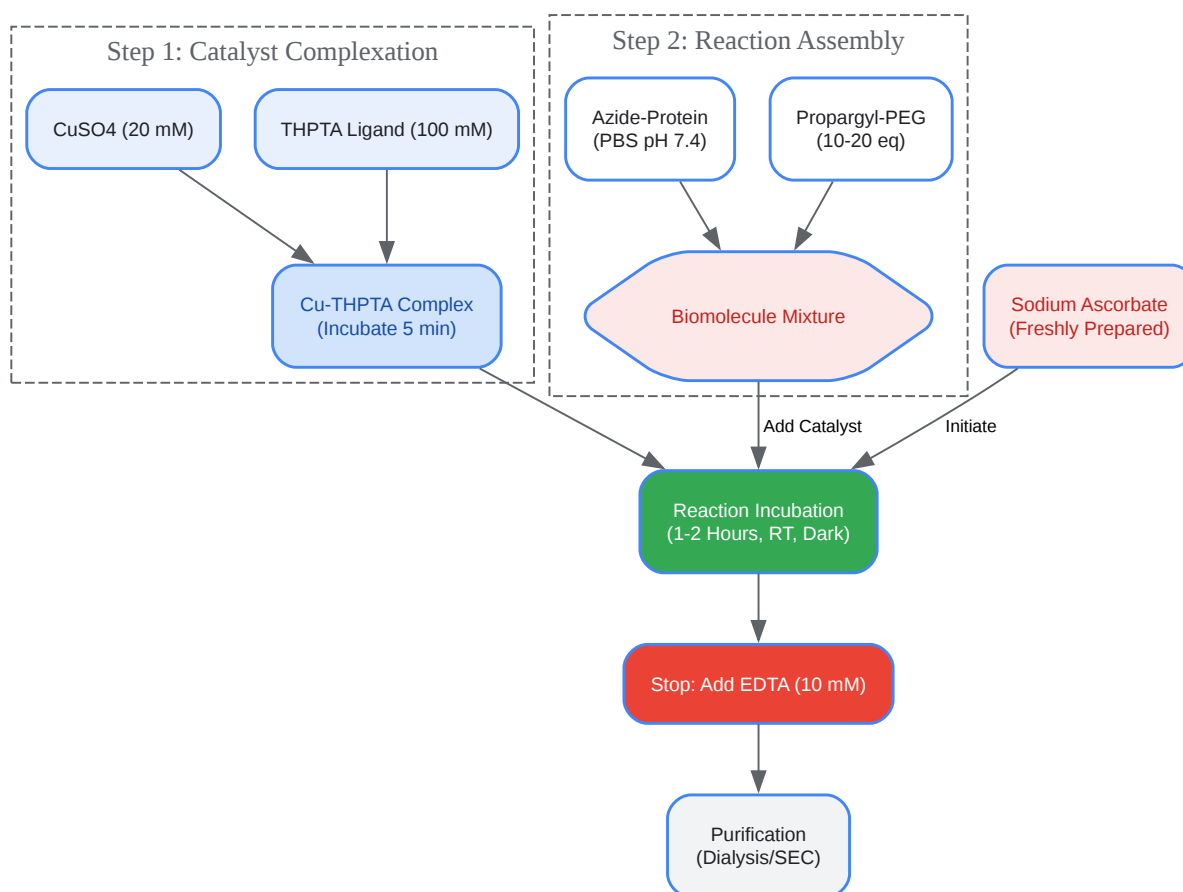 Step 1: Catalyst Complexation
Step 2: Reaction Assembly
CuSO4 (20 mM)
THPTA Ligand (100 mM)
Azide-Protein
(PBS pH 7.4)
Propargyl-PEG
(10-20 eq)
Cu-THPTA Complex
(Incubate 5 min)
Biomolecule Mixture
Sodium Ascorbate
(Freshly Prepared)
Add Catalyst
Initiate
Reaction Incubation
(1-2 Hours, RT, Dark)
Stop: Add EDTA (10 mM)
Purification
(Dialysis/SEC)